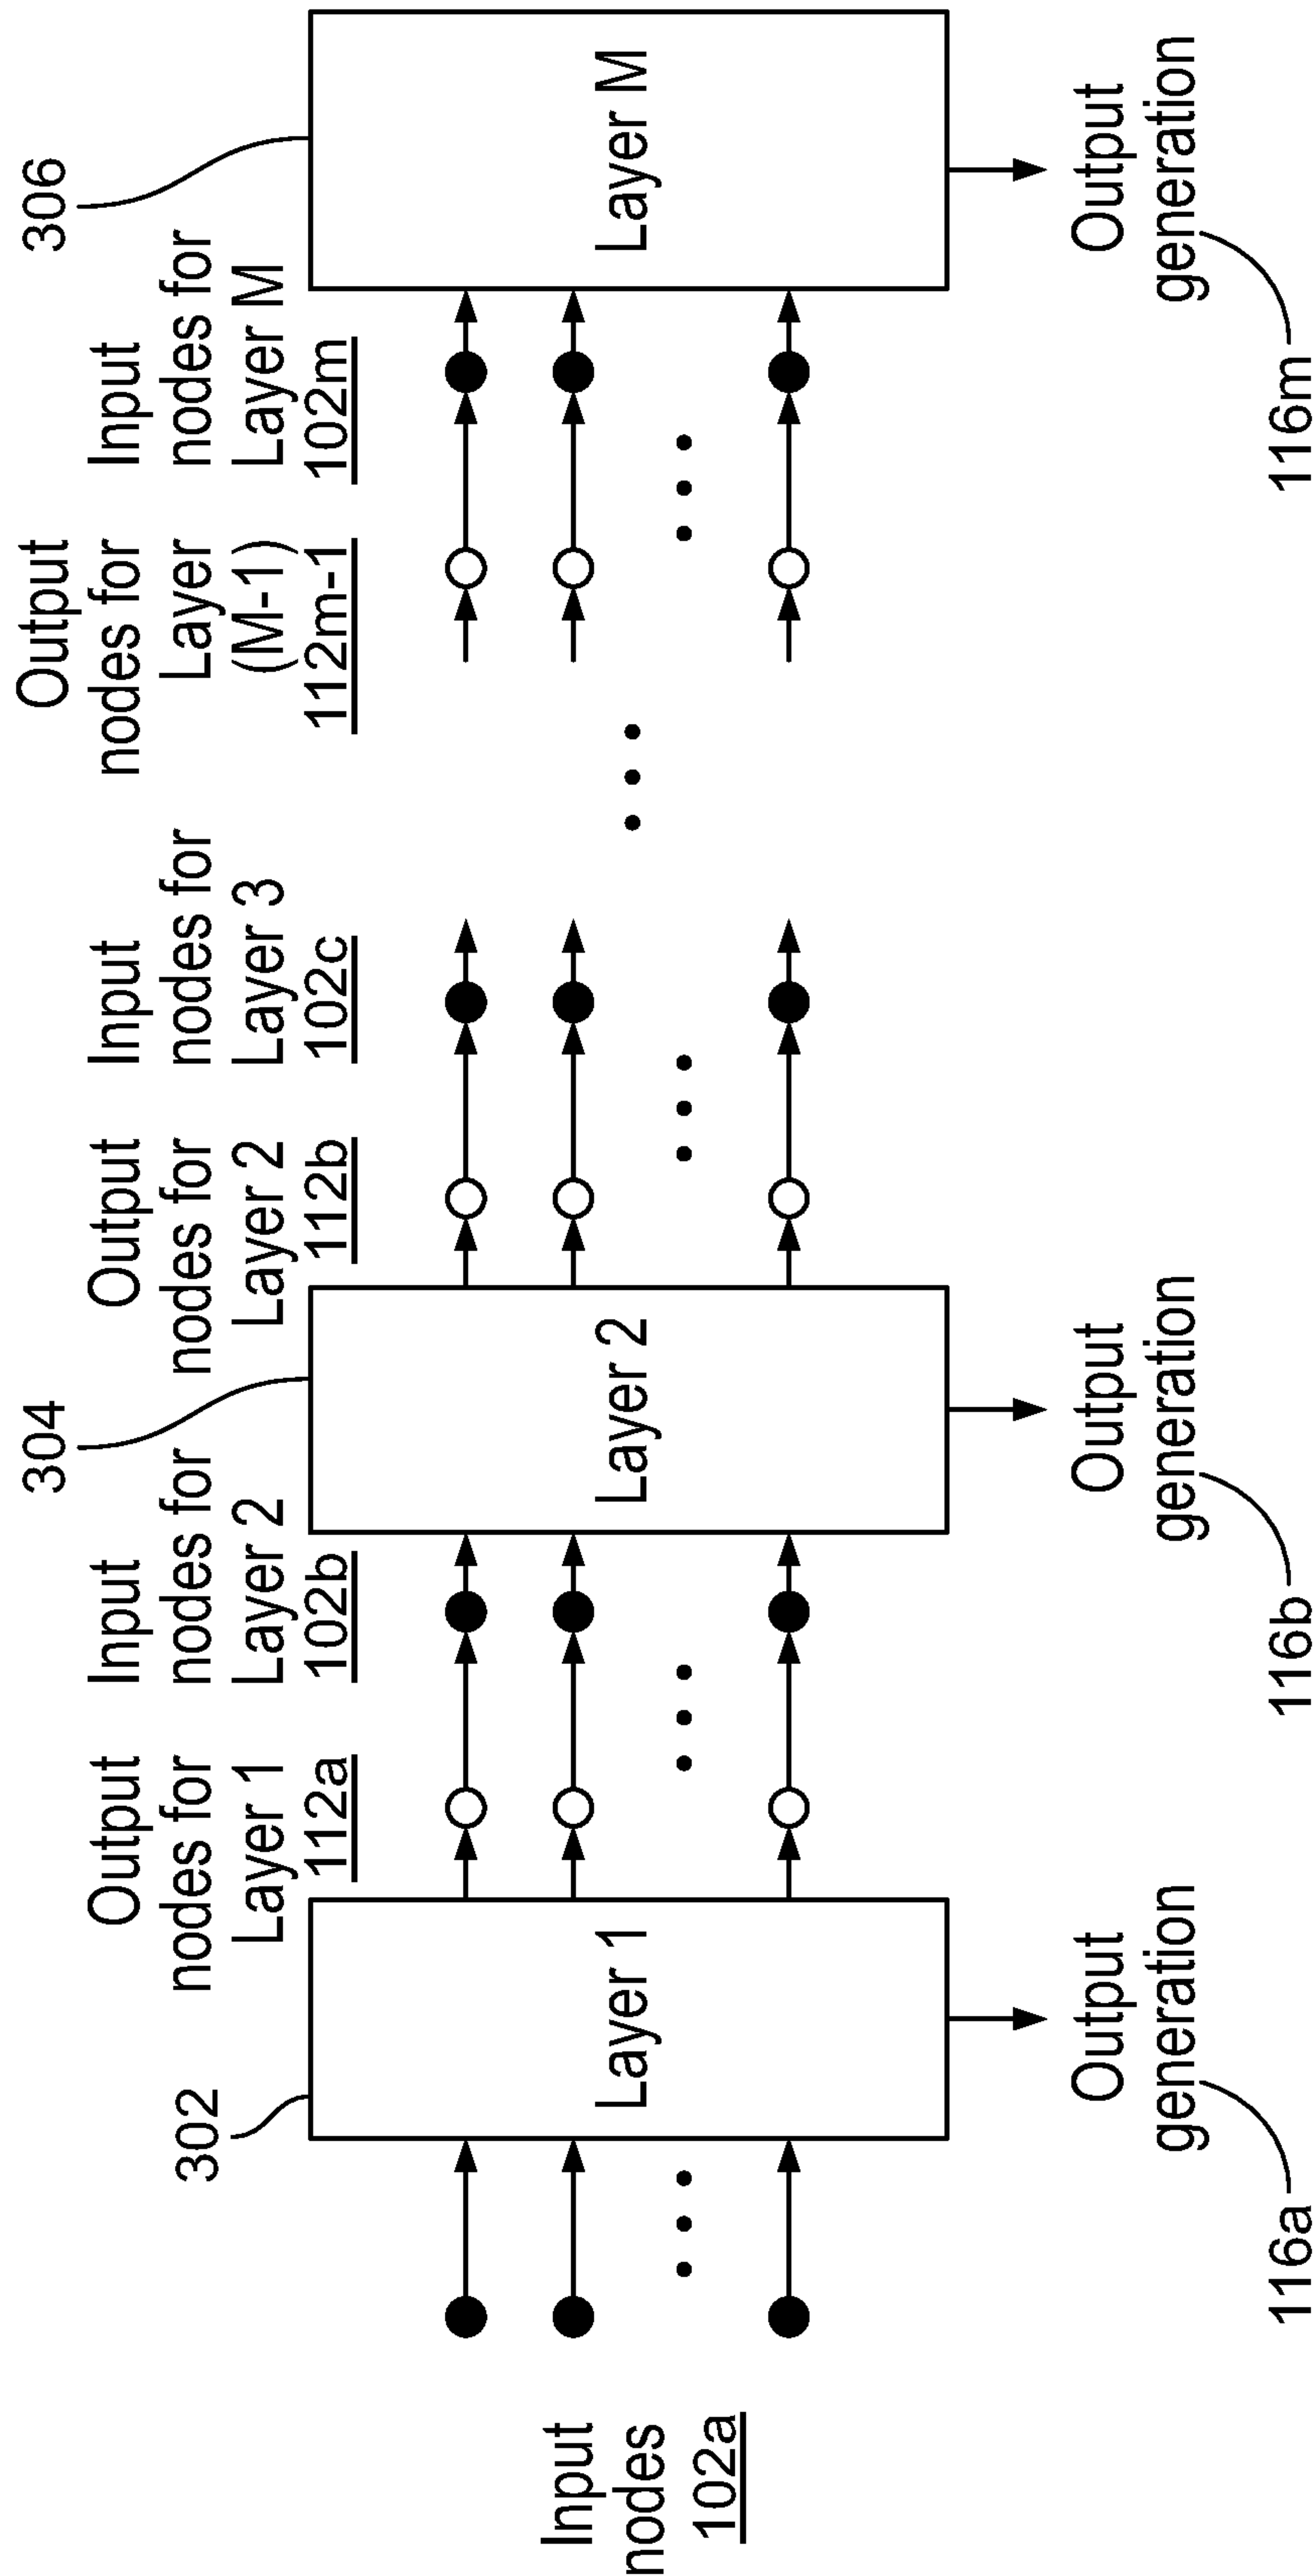 302
304
306
Output
nodes for
Layer 1
112a
Input
nodes for
Layer 2
102b
Output
nodes for
Layer 2
112b
Input
nodes for
Layer 3
102c
Output
nodes for
Layer
(M-1)
112m-1
Input
nodes for
Layer M
102m
Input
nodes
102a
Layer 1
Layer 2
Layer M
Output
generation
116a
Output
generation
116b
Output
generation
116m